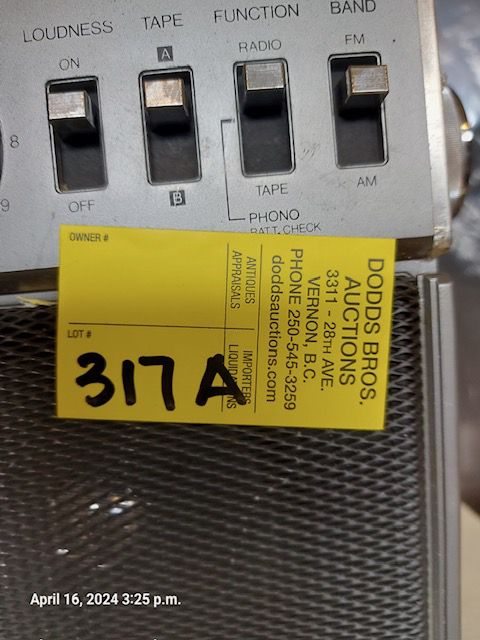 LOUDNESS TAPE FUNCTION BAND
ON A RADIO FM
8
9
OFF B TAPE AM
PHONO
BATT. CHECK
OWNER #
LOT #
317A
ANTIQUES
APPRAISALS
IMPORTERS
LIQUIDATIONS
DODDS BROS.
AUCTIONS
3311 - 28TH AVE.
VERNON, B.C.
PHONE 250-545-3259
doddsauctions.com
April 16, 2024 3:25 p.m.